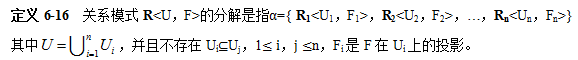 定义 6-16 关系模式 R<U，F>的分解是指α={ R₁<U₁，F₁>，R₂<U₂，F₂>，…，Rₙ<Uₙ，Fₙ>}
其中 U = ⋃ⁿᵢ₌₁ Uᵢ ，并且不存在 Uᵢ⊆Uⱼ，1≤ i，j ≤n，Fᵢ是 F 在 Uᵢ上的投影。